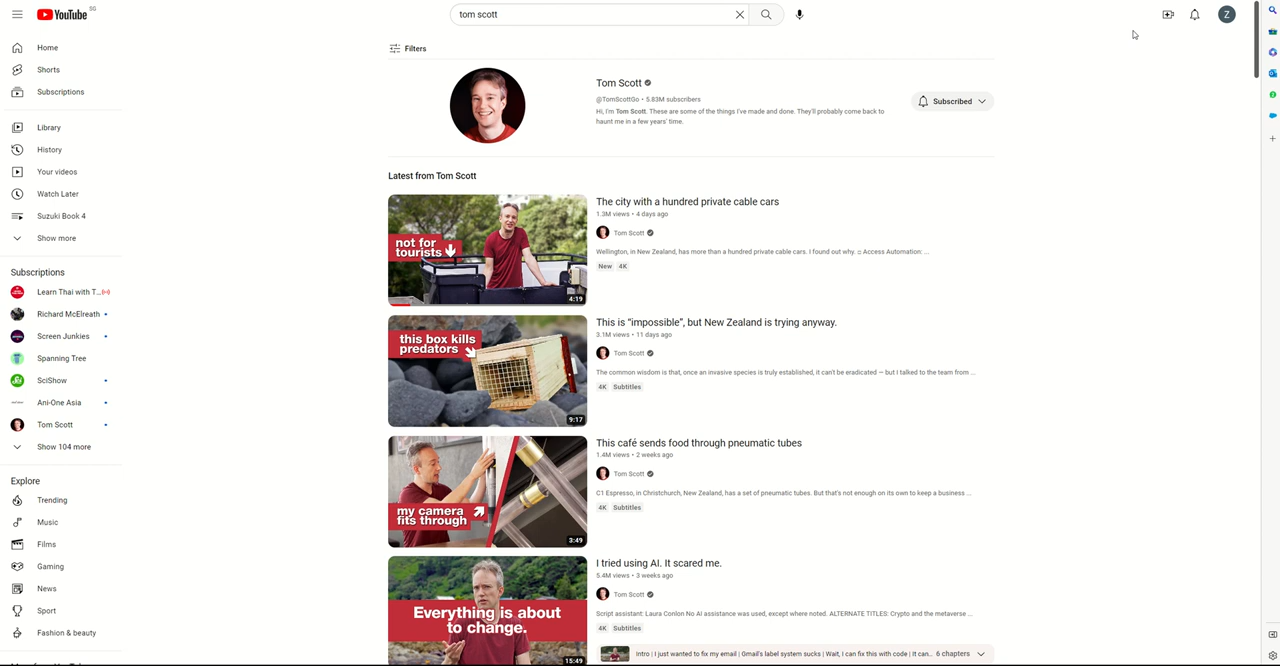 YouTube SG
tom scott
Z
Home
Shorts
Subscriptions
Library
History
Your videos
Watch Later
Suzuki Book 4
Show more
Subscriptions
Learn Thai with T...
Richard McElreath
Screen Junkies
Spanning Tree
SciShow
Ani-One Asia
Tom Scott
Show 104 more
Explore
Trending
Music
Films
Gaming
News
Sport
Fashion & beauty
Filters
Tom Scott
@TomScottGo • 5.83M subscribers
Hi, I'm Tom Scott. These are some of the things I've made and done. They'll probably come back to
haunt me in a few years' time.
Subscribed
Latest from Tom Scott
not for
tourists
4:19
The city with a hundred private cable cars
1.3M views • 4 days ago
Tom Scott
Wellington, in New Zealand, has more than a hundred private cable cars. I found out why. :: Access Automation: ...
New 4K
this box kills
predators
9:17
This is “impossible”, but New Zealand is trying anyway.
3.1M views • 11 days ago
Tom Scott
The common wisdom is that, once an invasive species is truly established, it can't be eradicated — but I talked to the team from ...
4K Subtitles
my camera
fits through
3:49
This café sends food through pneumatic tubes
1.4M views • 2 weeks ago
Tom Scott
C1 Espresso, in Christchurch, New Zealand, has a set of pneumatic tubes. But that's not enough on its own to keep a business ...
4K Subtitles
Everything is about
to change.
15:49
I tried using AI. It scared me.
5.4M views • 3 weeks ago
Tom Scott
Script assistant: Laura Conlon No AI assistance was used, except where noted. ALTERNATE TITLES: Crypto and the metaverse ...
4K Subtitles
Intro | I just wanted to fix my email | Gmail's label system sucks | Wait, I can fix this with code | It can... 6 chapters